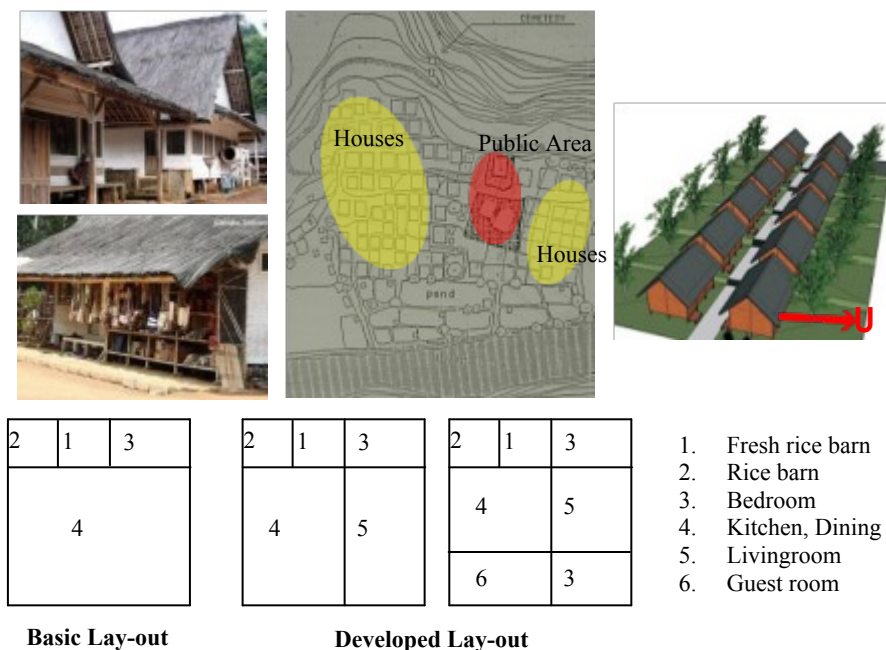 CEMETERY
Houses
Public Area
Houses
pond
U
2 1 3
4
2 1 3
4 5
2 1 3
4 5
6 3
1. Fresh rice barn
2. Rice barn
3. Bedroom
4. Kitchen, Dining
5. Livingroom
6. Guest room
Basic Lay-out
Developed Lay-out